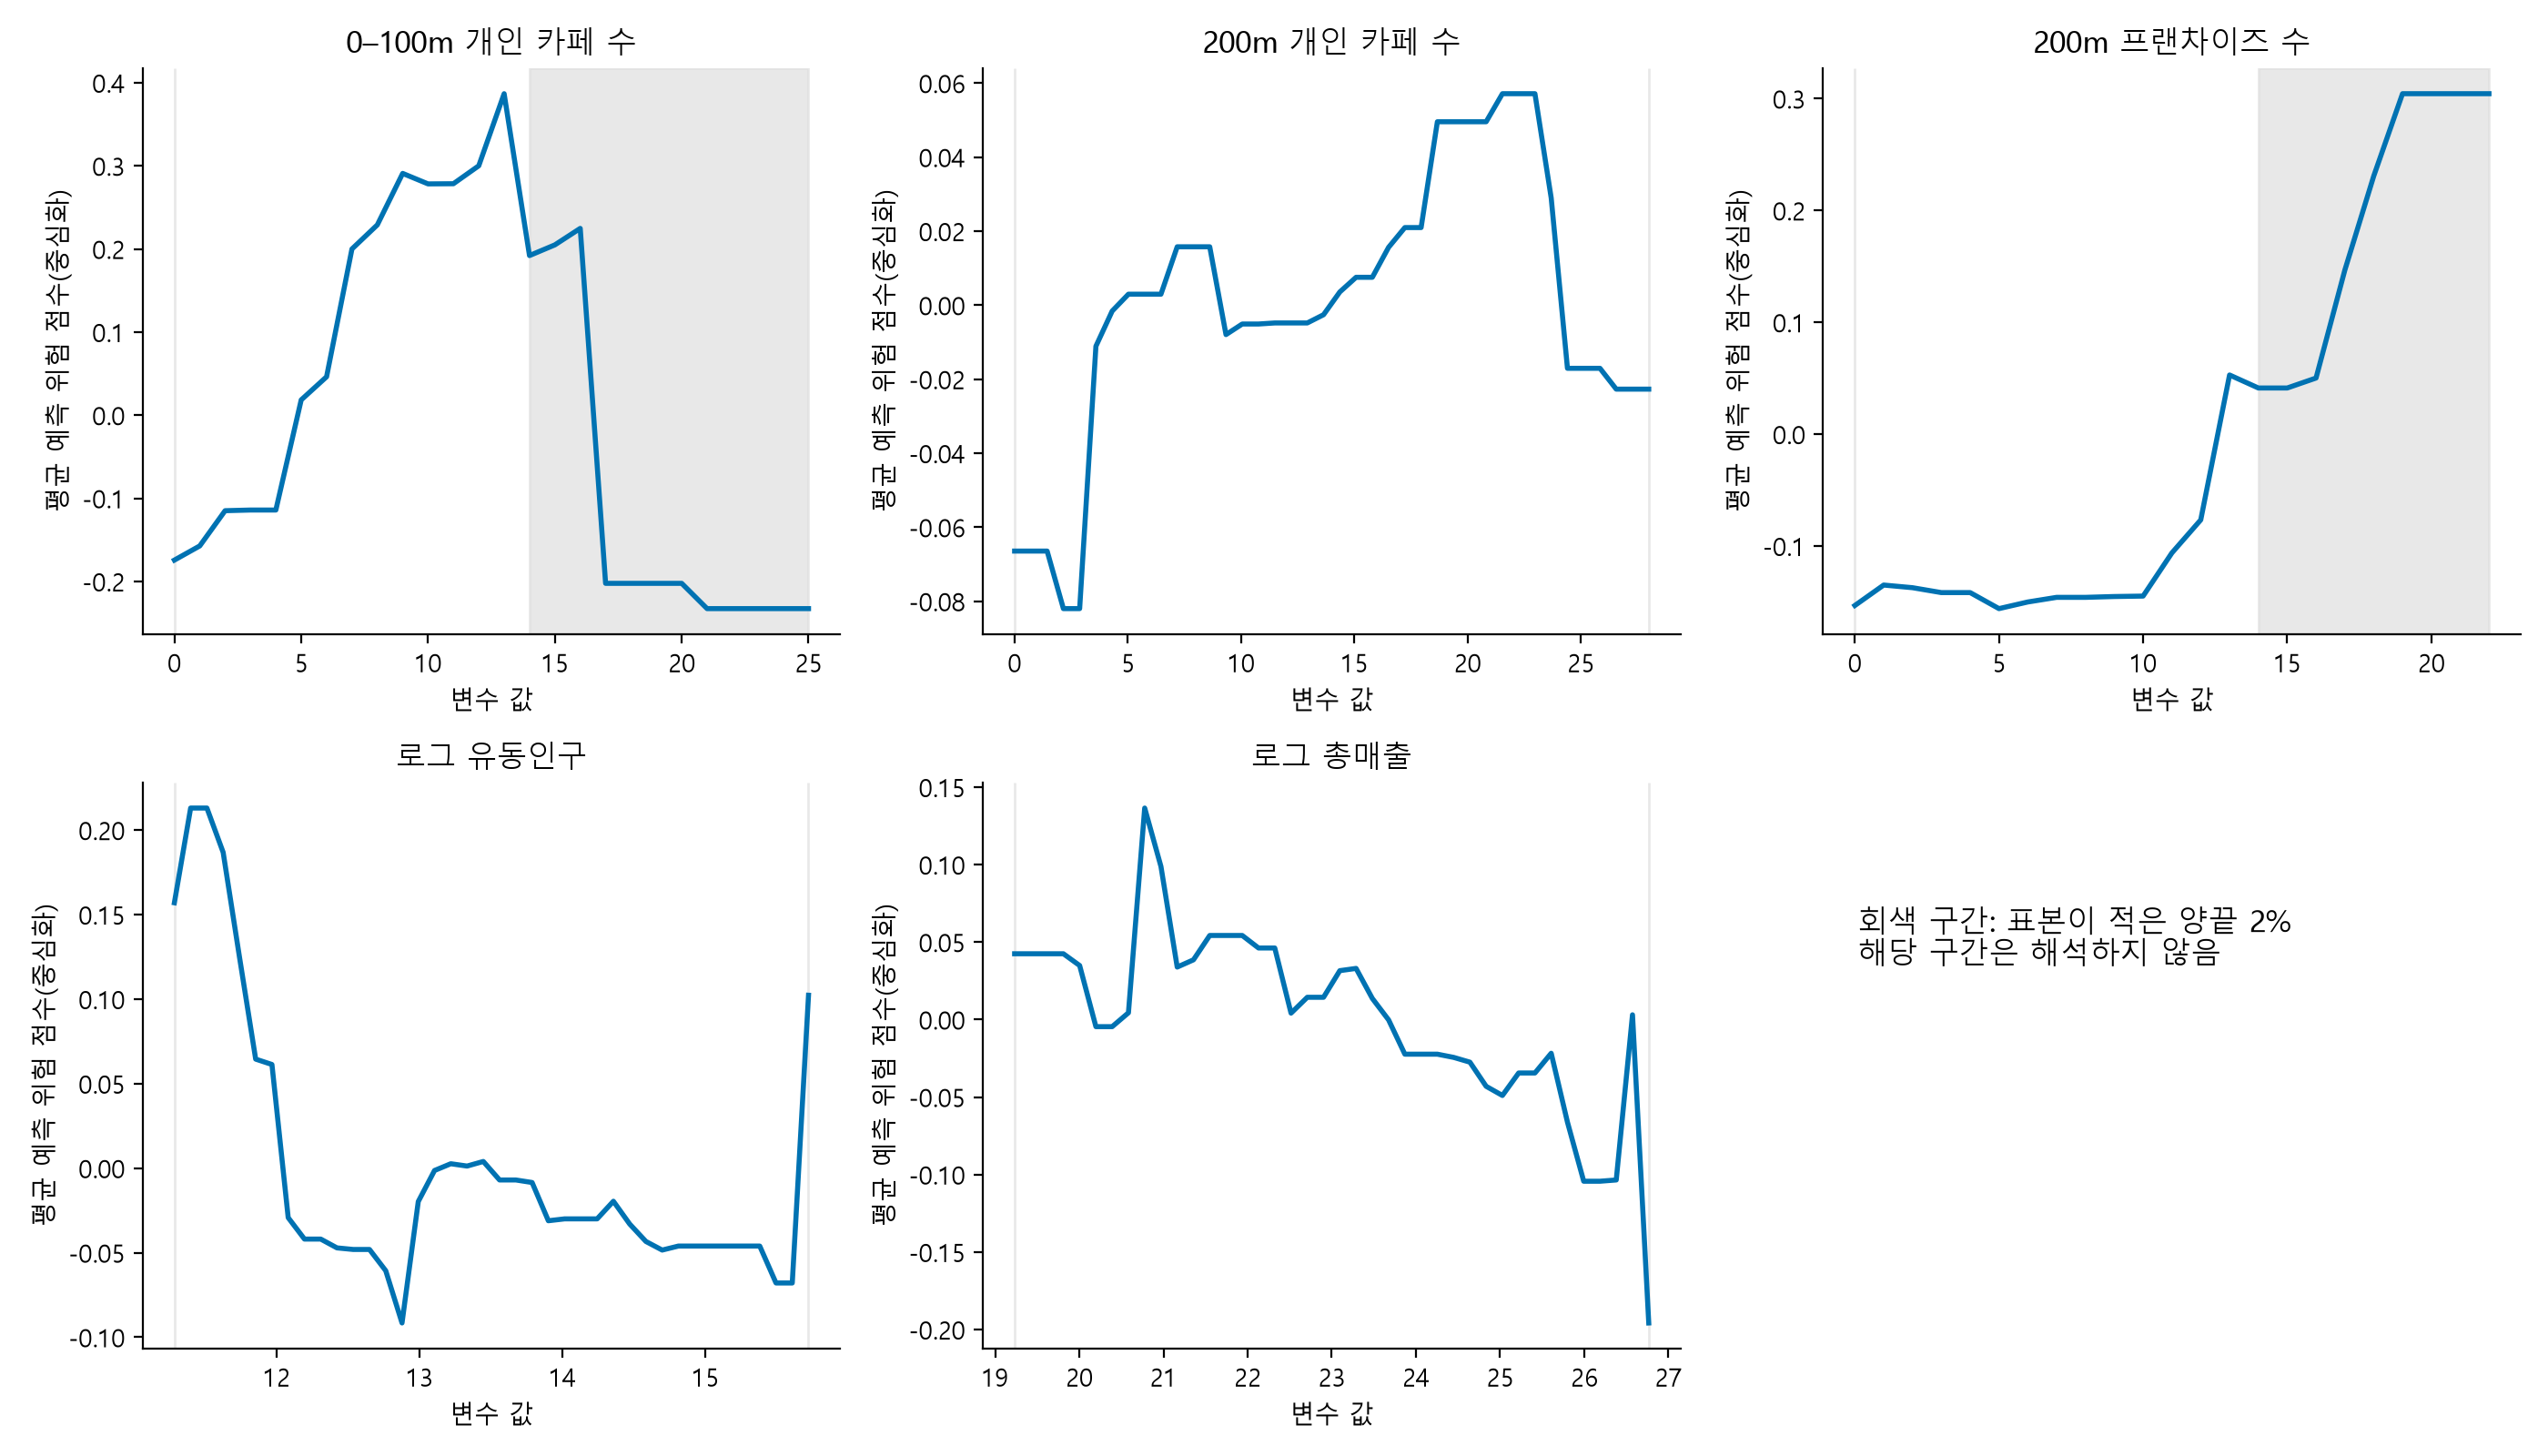 0–100m 개인 카페 수
200m 개인 카페 수
200m 프랜차이즈 수
평균 예측 위험 점수(중심화)
0.4
0.3
0.2
0.1
0.0
-0.1
-0.2
0 5 10 15 20 25
변수 값
평균 예측 위험 점수(중심화)
0.06
0.04
0.02
0.00
-0.02
-0.04
-0.06
-0.08
0 5 10 15 20 25
변수 값
평균 예측 위험 점수(중심화)
0.3
0.2
0.1
0.0
-0.1
0 5 10 15 20
변수 값
로그 유동인구
로그 총매출
평균 예측 위험 점수(중심화)
0.20
0.15
0.10
0.05
0.00
-0.05
-0.10
12 13 14 15
변수 값
평균 예측 위험 점수(중심화)
0.15
0.10
0.05
0.00
-0.05
-0.10
-0.15
-0.20
19 20 21 22 23 24 25 26 27
변수 값
회색 구간: 표본이 적은 양끝 2%
해당 구간은 해석하지 않음